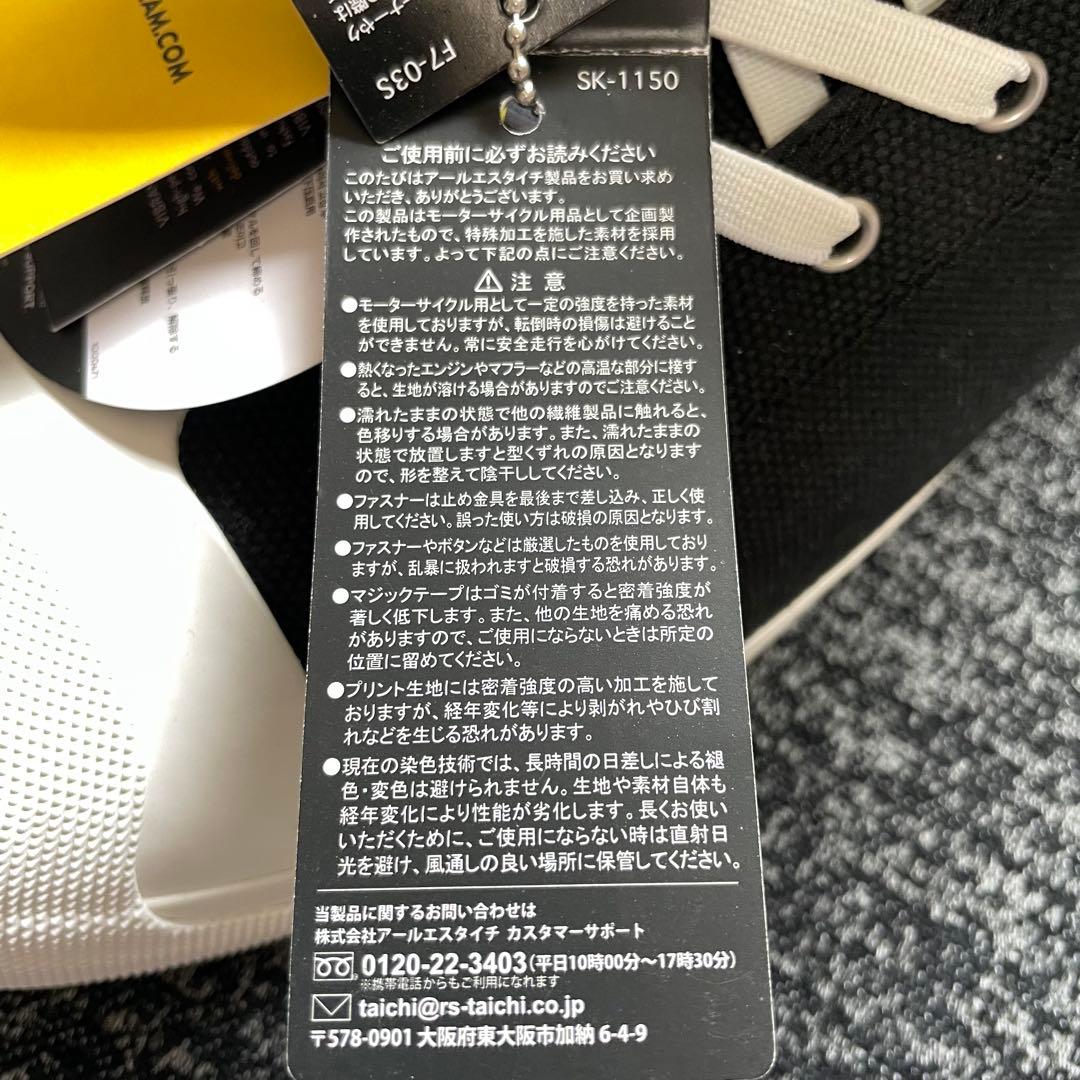 AM.COM
F7-03S
SK-1150
ご使用前に必ずお読みください
このたびはアールエスタイチ製品をお買い求め
いただき、ありがとうございます。
この製品はモーターサイクル用品として企画製
作されたもので、特殊加工を施した素材を採用
しています。よって下記の点にご注意ください。
注 意
●モーターサイクル用として一定の強度を持った素材
を使用しておりますが、転倒時の損傷は避けること
ができません。常に安全走行を心がけてください。
●熱くなったエンジンやマフラーなどの高温な部分に接す
ると、生地が溶ける場合がありますのでご注意ください。
●濡れたままの状態で他の繊維製品に触れると、
色移りする場合があります。また、濡れたままの
状態で放置しますと型くずれの原因となります
ので、形を整えて陰干ししてください。
●ファスナーは止め金具を最後まで差し込み、正しく使
用してください。誤った使い方は破損の原因となります。
●ファスナーやボタンなどは厳選したものを使用しており
ますが、乱暴に扱われますと破損する恐れがあります。
●マジックテープはゴミが付着すると密着強度が
著しく低下します。また、他の生地を痛める恐れ
がありますので、ご使用にならないときは所定の
位置に留めてください。
●プリント生地には密着強度の高い加工を施して
おりますが、経年変化等により剥がれやひび割
れなどを生じる恐れがあります。
●現在の染色技術では、長時間の日差しによる褪
色・変色は避けられません。生地や素材自体も
経年変化により性能が劣化します。長くお使い
いただくために、ご使用にならない時は直射日
光を避け、風通しの良い場所に保管してください。
当製品に関するお問い合わせは
株式会社アールエスタイチ カスタマーサポート
0120-22-3403(平日10時00分〜17時30分)
※携帯電話からもご利用になれます
taichi@rs-taichi.co.jp
〒578-0901 大阪府東大阪市加納 6-4-9